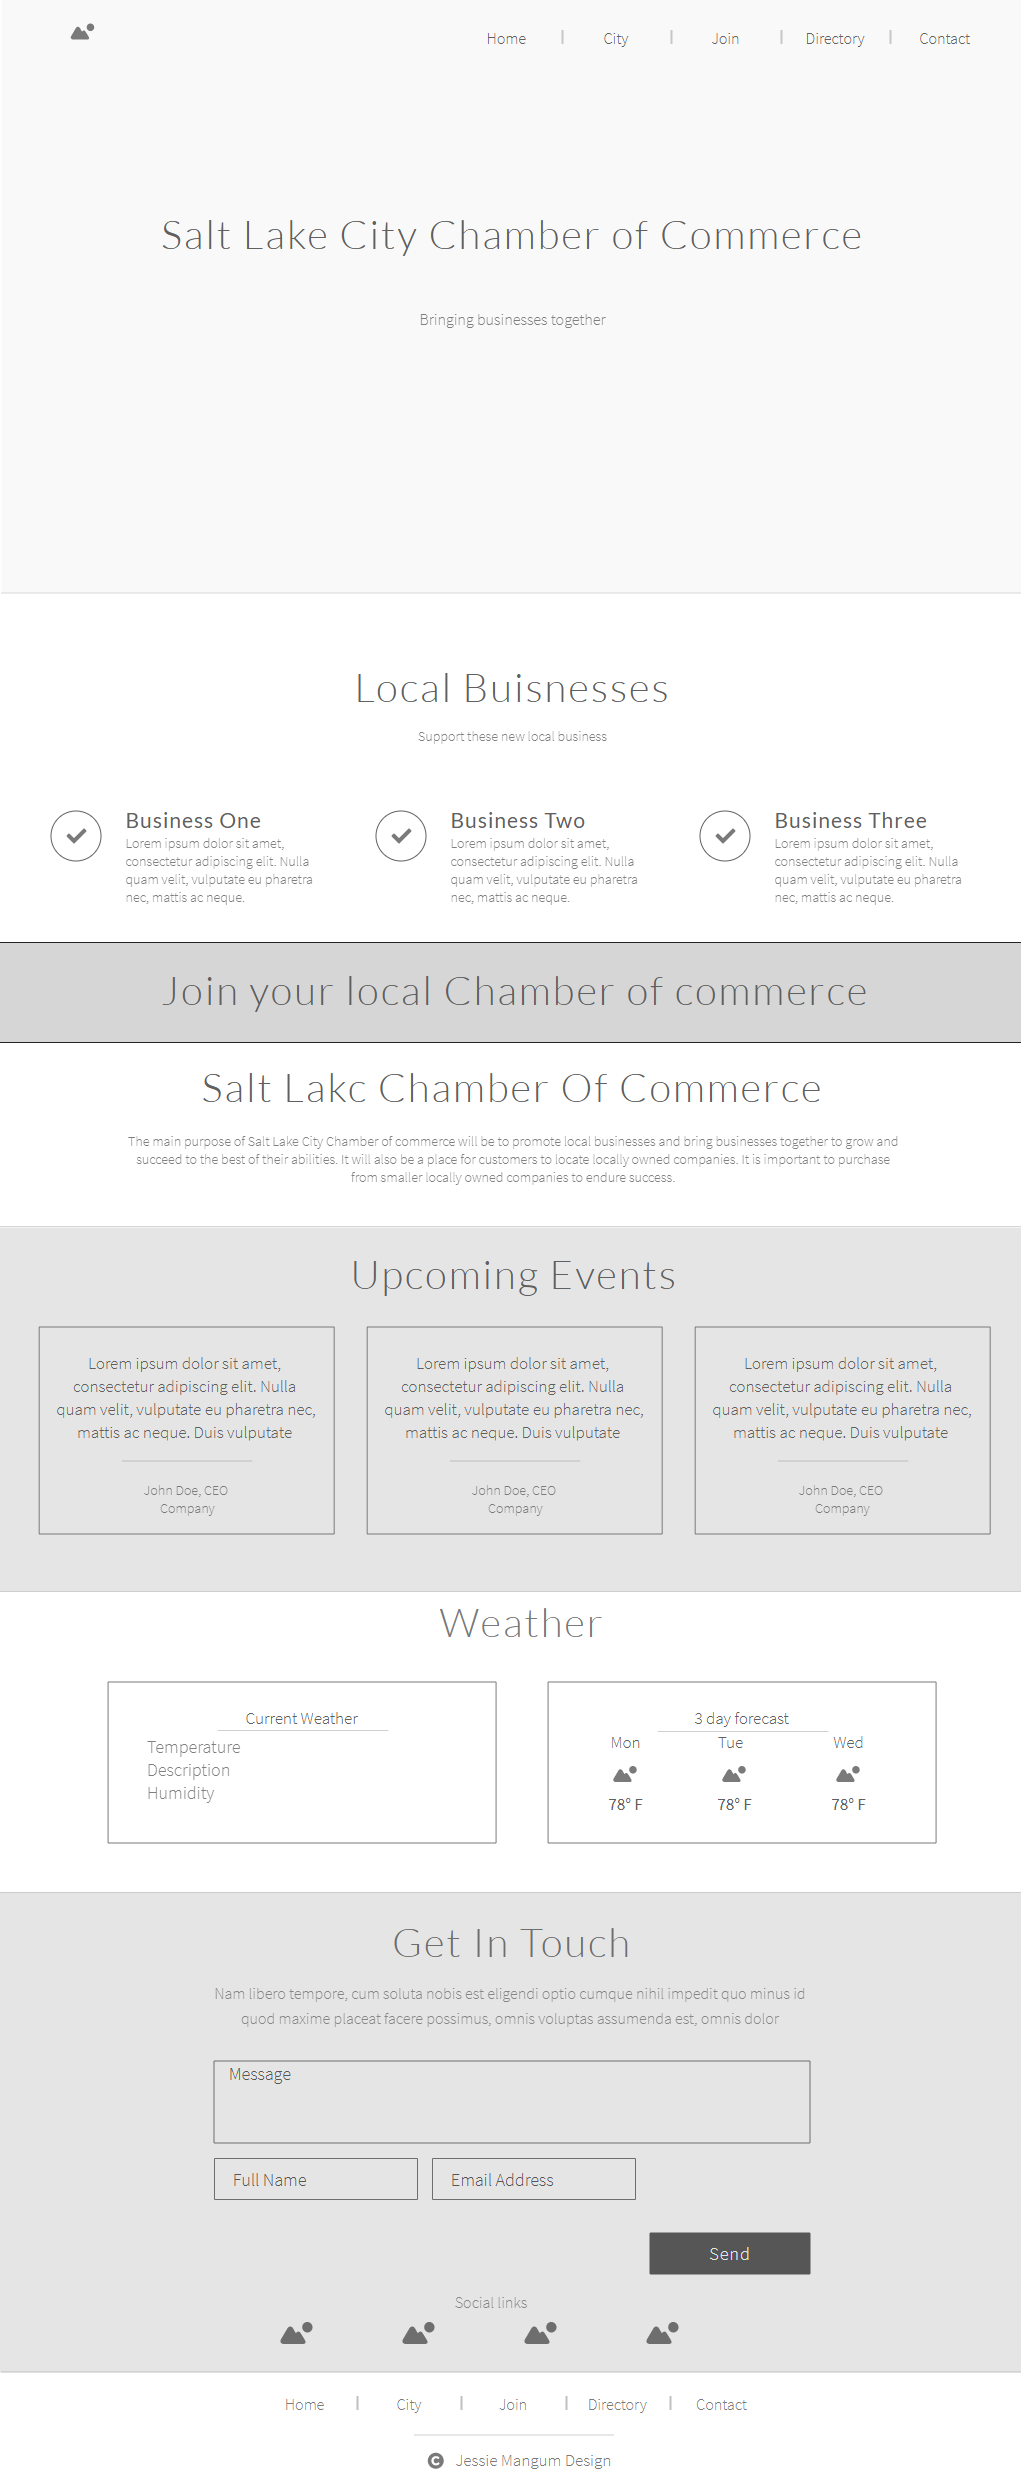 Home | City | Join | Directory | Contact
Salt Lake City Chamber of Commerce
Bringing businesses together
Local Buisnesses
Support these new local business
Business One
Lorem ipsum dolor sit amet,
consectetur adipiscing elit. Nulla
quam velit, vulputate eu pharetra
nec, mattis ac neque.
Business Two
Lorem ipsum dolor sit amet,
consectetur adipiscing elit. Nulla
quam velit, vulputate eu pharetra
nec, mattis ac neque.
Business Three
Lorem ipsum dolor sit amet,
consectetur adipiscing elit. Nulla
quam velit, vulputate eu pharetra
nec, mattis ac neque.
Join your local Chamber of commerce
Salt Lakc Chamber Of Commerce
The main purpose of Salt Lake City Chamber of commerce will be to promote local businesses and bring businesses together to grow and
succeed to the best of their abilities. It will also be a place for customers to locate locally owned companies. It is important to purchase
from smaller locally owned companies to endure success.
Upcoming Events
Lorem ipsum dolor sit amet,
consectetur adipiscing elit. Nulla
quam velit, vulputate eu pharetra nec,
mattis ac neque. Duis vulputate
John Doe, CEO
Company
Lorem ipsum dolor sit amet,
consectetur adipiscing elit. Nulla
quam velit, vulputate eu pharetra nec,
mattis ac neque. Duis vulputate
John Doe, CEO
Company
Lorem ipsum dolor sit amet,
consectetur adipiscing elit. Nulla
quam velit, vulputate eu pharetra nec,
mattis ac neque. Duis vulputate
John Doe, CEO
Company
Weather
Current Weather
Temperature
Description
Humidity
3 day forecast
Mon Tue Wed
78° F 78° F 78° F
Get In Touch
Nam libero tempore, cum soluta nobis est eligendi optio cumque nihil impedit quo minus id
quod maxime placeat facere possimus, omnis voluptas assumenda est, omnis dolor
Message
Full Name
Email Address
Send
Social links
Home | City | Join | Directory | Contact
© Jessie Mangum Design